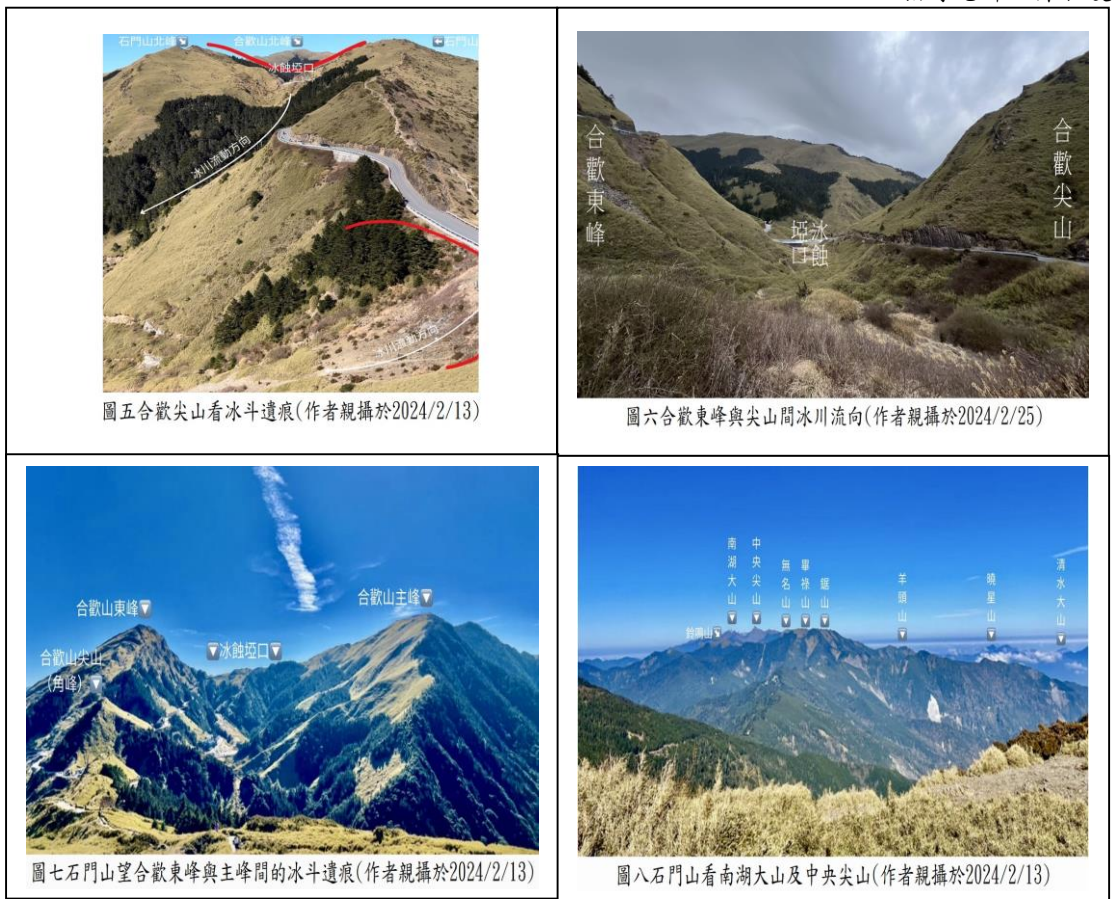 石門山北峰
合歡山北峰
石門山
冰蝕埡口
冰川流動方向
冰川流動方向
圖五合歡尖山看冰斗遺痕(作者親攝於2024/2/13)
合歡東峰
冰蝕埡口
合歡尖山
圖六合歡東峰與尖山間冰川流向(作者親攝於2024/2/25)
合歡山東峰
合歡山主峰
冰蝕埡口
合歡山尖山
(角峰)
圖七石門山望合歡東峰與主峰間的冰斗遺痕(作者親攝於2024/2/13)
南湖大山
中央尖山
無名山
畢祿山
鋸山
羊頭山
曉星山
清水大山
鈴鳴山
圖八石門山看南湖大山及中央尖山(作者親攝於2024/2/13)